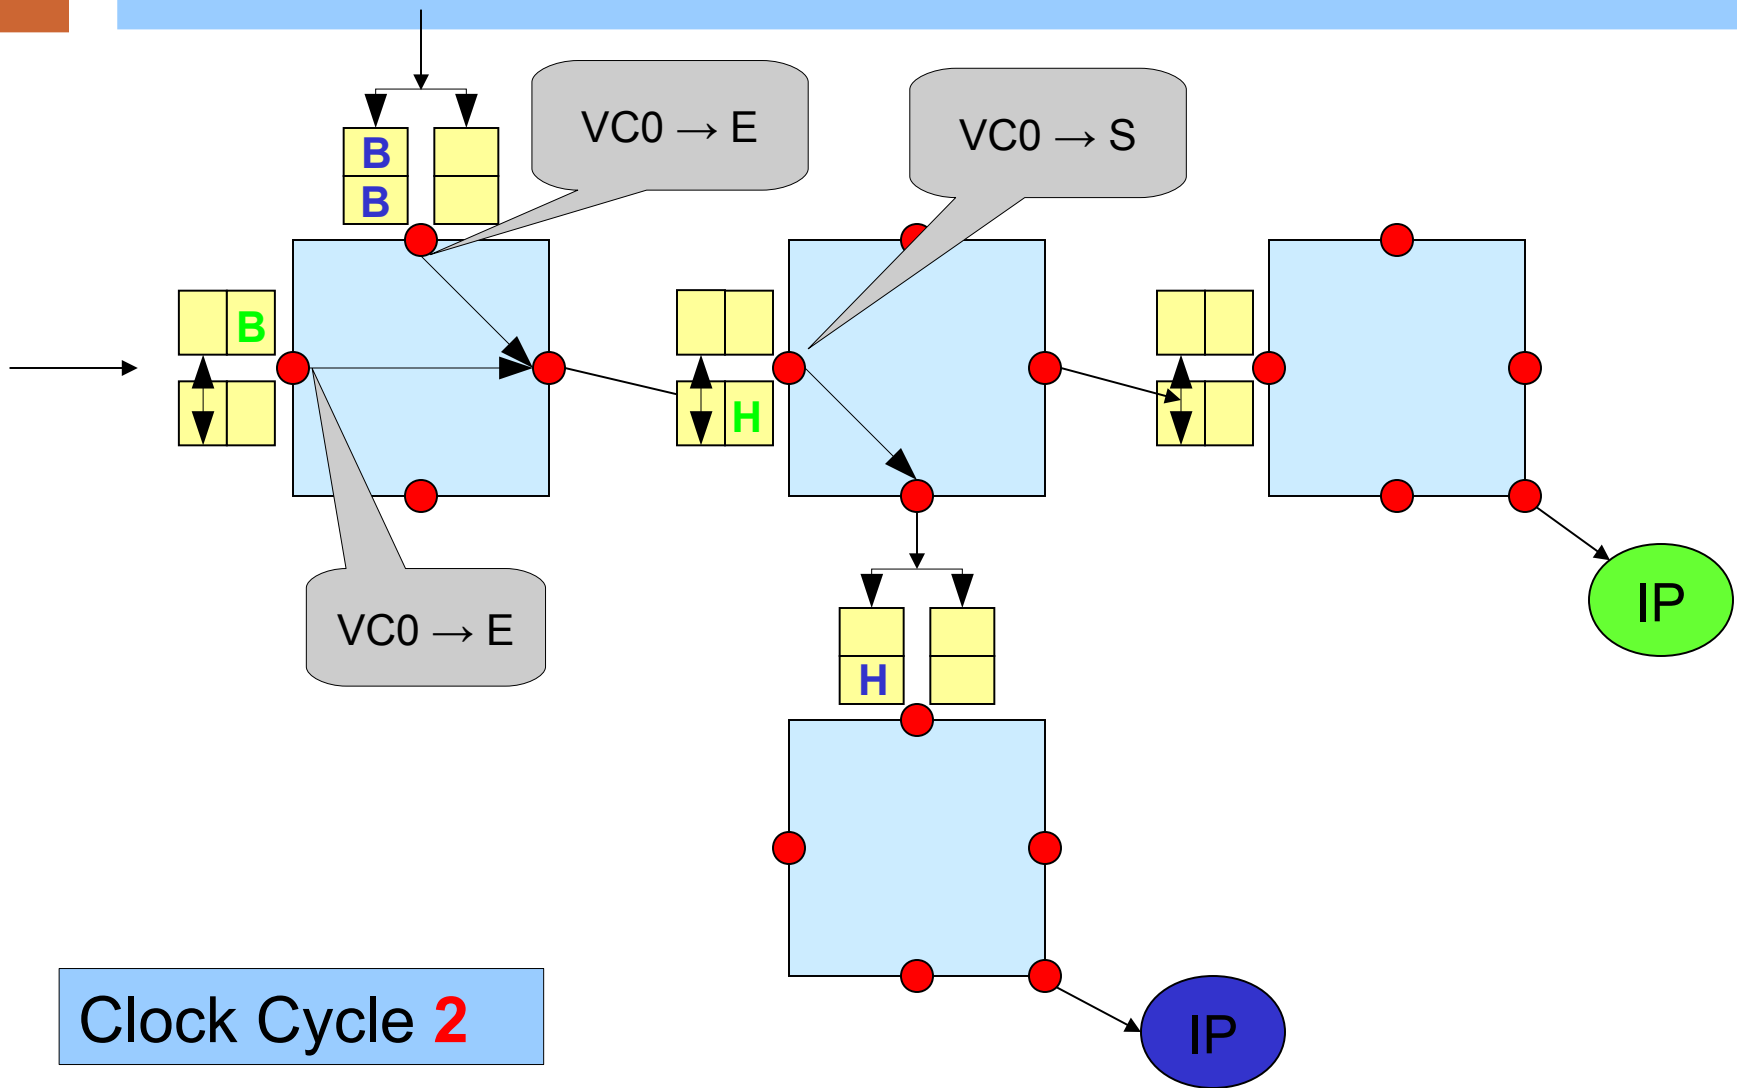 VC0 → E
VC0 → S
B
B
B
H
VC0 → E
IP
H
Clock Cycle 2
IP